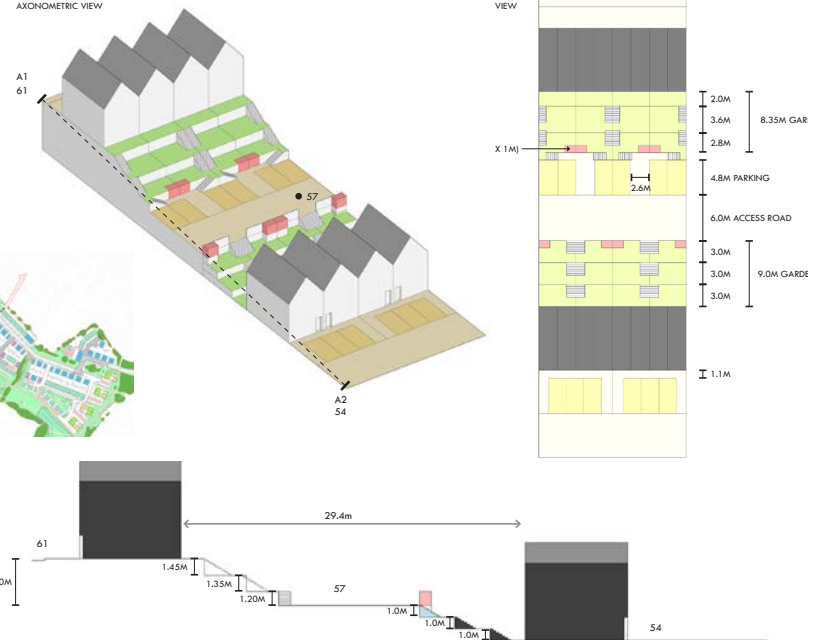 AXONOMETRIC VIEW
A1
61
57
A2
54
VIEW
2.0M
3.6M
8.35M GAR
2.8M
X 1M)
4.8M PARKING
2.6M
6.0M ACCESS ROAD
3.0M
3.0M
9.0M GARDE
3.0M
1.1M
29.4m
61
1.45M
1.35M
57
0M
1.20M
1.0M
1.0M
54
1.0M